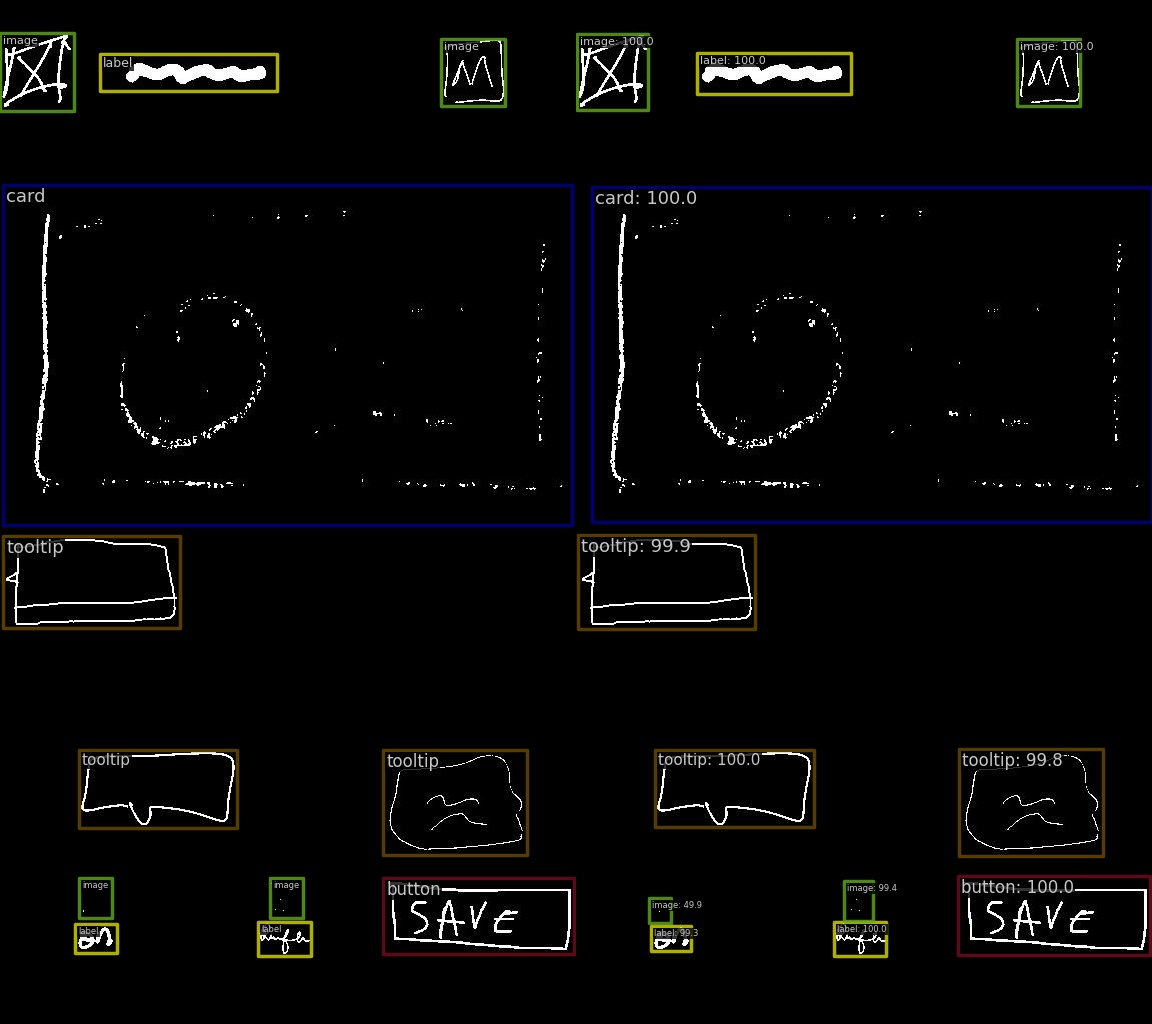 image label image image: 100.0 label: 100.0 image: 100.0
card card: 100.0
tooltip tooltip: 99.9
tooltip tooltip tooltip: 100.0 tooltip: 99.8
image image button image: 49.9 image: 99.4 button: 100.0
SAVE SAVE
label label label: 99.3 label: 100.0